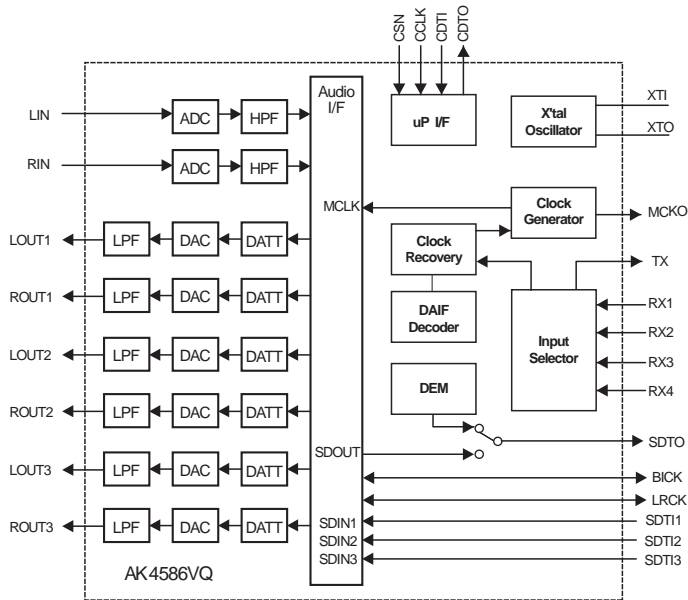 CSN
CCLK
CDTI
CDTO
Audio
I/F
uP I/F
X'tal
Oscillator
XTI
XTO
LIN
ADC
HPF
RIN
ADC
HPF
MCLK
Clock
Generator
MCKO
LOUT1
LPF
DAC
DATT
Clock
Recovery
TX
ROUT1
LPF
DAC
DATT
DAIF
Decoder
Input
Selector
RX1
RX2
RX3
RX4
LOUT2
LPF
DAC
DATT
ROUT2
LPF
DAC
DATT
DEM
SDOUT
SDTO
LOUT3
LPF
DAC
DATT
BICK
LRCK
ROUT3
LPF
DAC
DATT
SDIN1
SDIN2
SDIN3
SDTI1
SDTI2
SDTI3
AK4586VQ